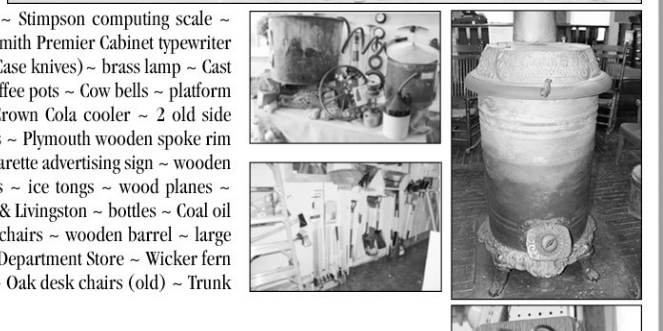 ~ Stimpson computing scale ~
mith Premier Cabinet typewriter
Case knives) ~ brass lamp ~ Cast
ffee pots ~ Cow bells ~ platform
rown Cola cooler ~ 2 old side
s ~ Plymouth wooden spoke rim
arette advertising sign ~ wooden
s ~ ice tongs ~ wood planes ~
& Livingston ~ bottles ~ Coal oil
chairs ~ wooden barrel ~ large
Department Store ~ Wicker fern
Oak desk chairs (old) ~ Trunk